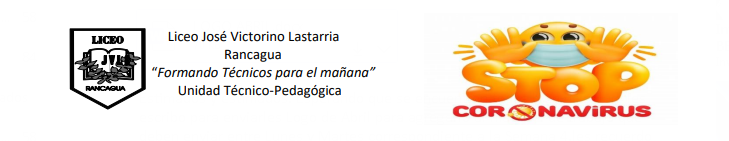 LICEO
JVL
RANCAGUA
Liceo José Victorino Lastarria
Rancagua
“Formando Técnicos para el mañana”
Unidad Técnico-Pedagógica
STOP
CORONAVIRUS